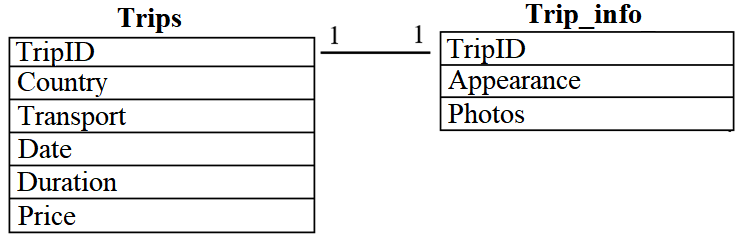 Trips
TripID
Country
Transport
Date
Duration
Price
1 1
Trip_info
TripID
Appearance
Photos